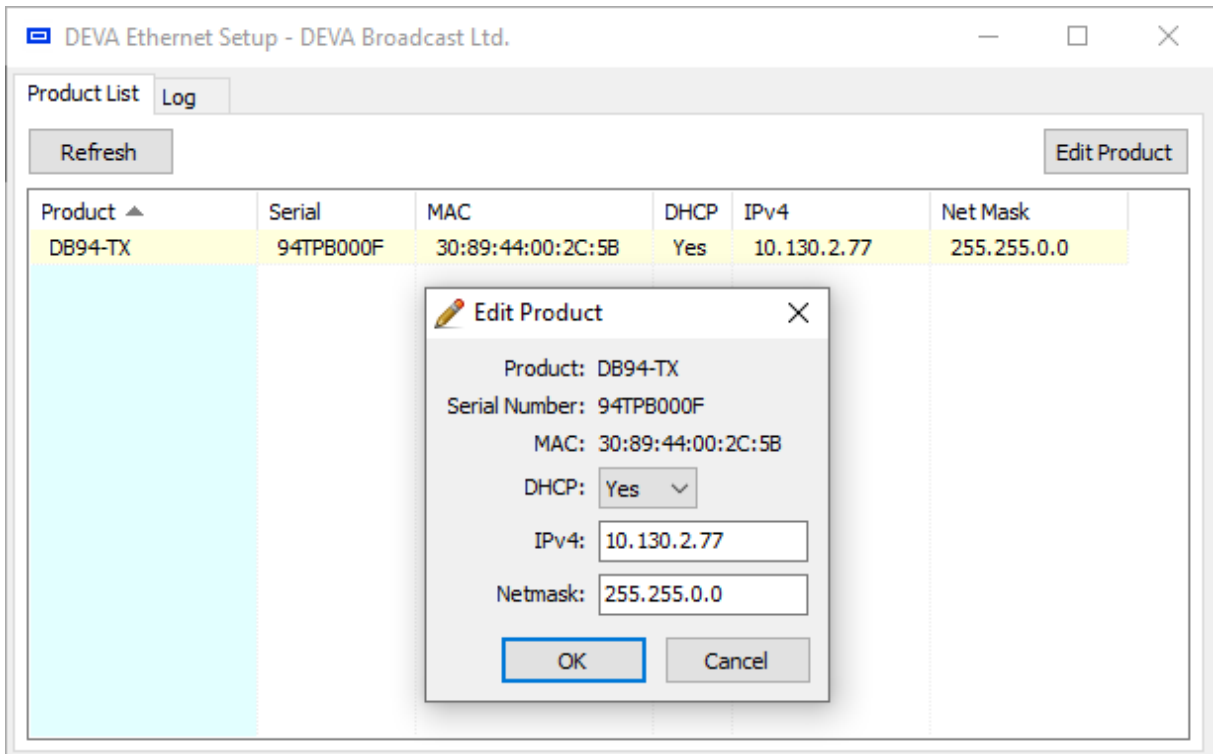 DEVA Ethernet Setup - DEVA Broadcast Ltd.
Product List Log
Refresh Edit Product
Product Serial MAC DHCP IPv4 Net Mask
DB94-TX 94TPB000F 30:89:44:00:2C:5B Yes 10.130.2.77 255.255.0.0
Edit Product
Product: DB94-TX
Serial Number: 94TPB000F
MAC: 30:89:44:00:2C:5B
DHCP: Yes
IPv4: 10.130.2.77
Netmask: 255.255.0.0
OK Cancel